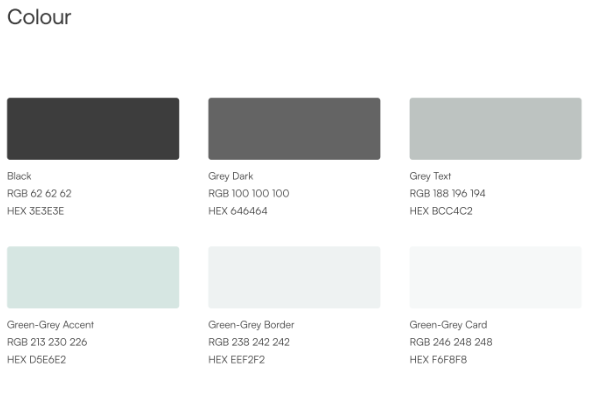 Colour
Black
RGB 62 62 62
HEX 3E3E3E
Grey Dark
RGB 100 100 100
HEX 646464
Grey Text
RGB 188 196 194
HEX BCC4C2
Green-Grey Accent
RGB 213 230 226
HEX D5E6E2
Green-Grey Border
RGB 238 242 242
HEX EEF2F2
Green-Grey Card
RGB 246 248 248
HEX F6F8F8